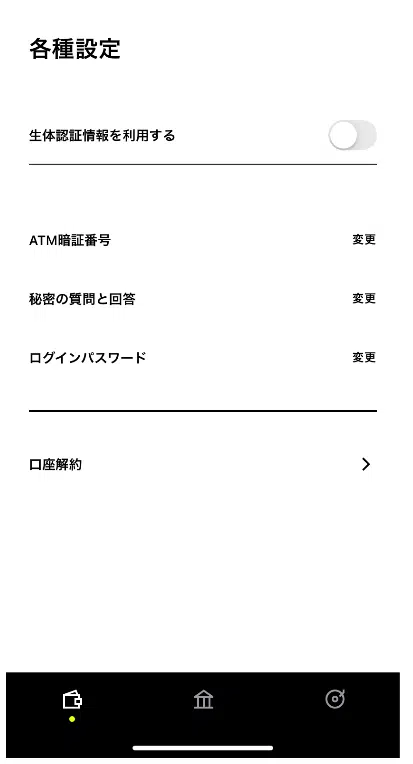 各種設定
生体認証情報を利用する
ATM暗証番号 変更
秘密の質問と回答 変更
ログインパスワード 変更
口座解約